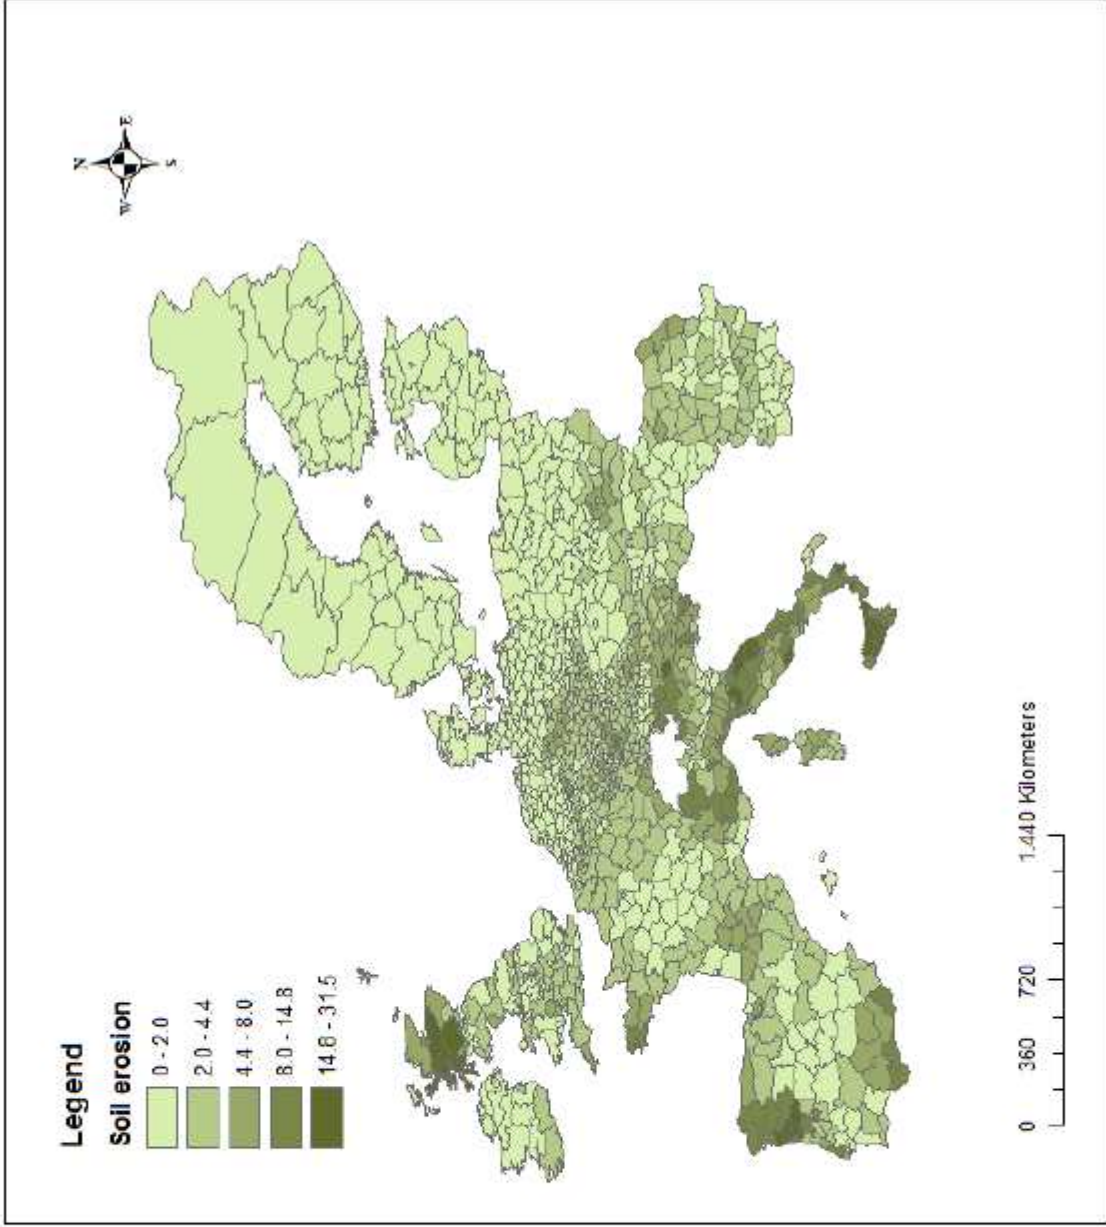 N
W E
S
Legend
Soil erosion
0 - 2.0
2.0 - 4.4
4.4 - 8.0
8.0 - 14.8
14.8 - 31.5
0 360 720 1.440 Kilometers